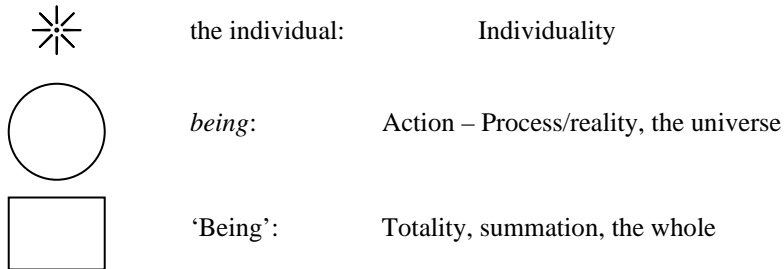 the individual: Individuality
being: Action – Process/reality, the universe
‘Being’: Totality, summation, the whole